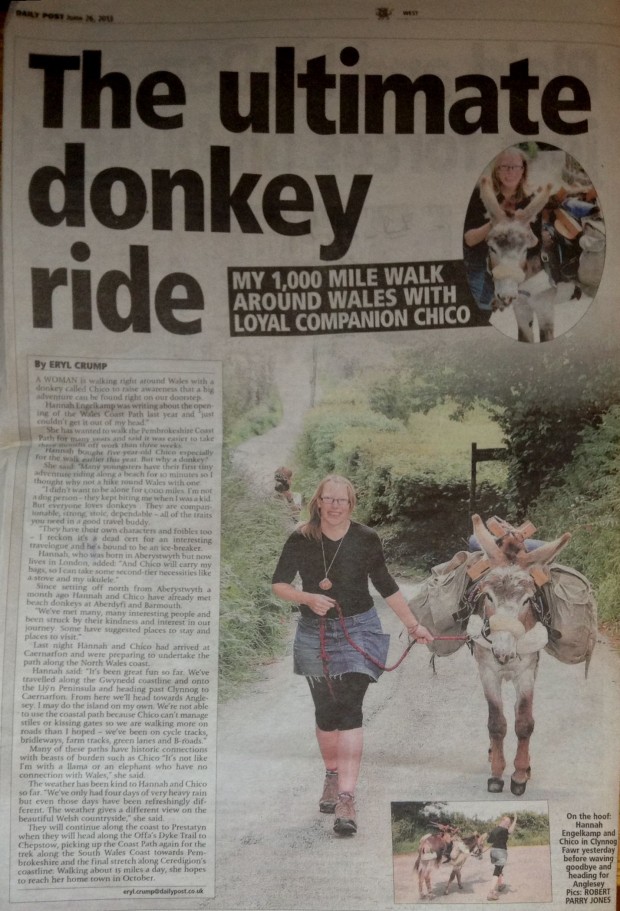 DAILY POST June 26, 2013
WEST
The ultimate
donkey
ride
MY 1,000 MILE WALK
AROUND WALES WITH
LOYAL COMPANION CHICO
By ERYL CRUMP
A WOMAN is walking right around Wales with a
donkey called Chico to raise awareness that a big
adventure can be found right on our doorstep.
Hannah Engelkamp was writing about the open-
ing of the Wales Coast Path last year and "just
couldn't get it out of my head."
She has wanted to walk the Pembrokeshire Coast
Path for many years and said it was easier to take
three months off work than three weeks.
Hannah bought five-year-old Chico especially
for the walk earlier this year. But why a donkey?
She said: "Many youngsters have their first tiny
adventure riding along a beach for 10 minutes so I
thought why not a hike round Wales with one.
"I didn't want to be alone for 1,000 miles. I'm not
a dog person – they kept biting me when I was a kid.
But everyone loves donkeys. They are compan-
ionable, strong, stoic, dependable – all of the traits
you need in a good travel buddy.
"They have their own characters and foibles too
– I reckon it's a dead cert for an interesting
travelogue and he's bound to be an ice-breaker.
Hannah, who was born in Aberystwyth but now
lives in London, added: "And Chico will carry my
bags, so I can take some second-tier necessities like
a stove and my ukulele."
Since setting off north from Aberystwyth a
month ago Hannah and Chico have already met
beach donkeys at Aberdyfi and Barmouth.
"We've met many, many interesting people and
been struck by their kindness and interest in our
journey. Some have suggested places to stay and
places to visit."
Last night Hannah and Chico had arrived at
Caernarfon and were preparing to undertake the
path along the North Wales coast.
Hannah said: "It's been great fun so far. We've
travelled along the Gwynedd coastline and onto
the Llŷn Peninsula and heading past Clynnog to
Caernarfon. From here we'll head towards Angle-
sey. I may do the island on my own. We're not able
to use the coastal path because Chico can't manage
stiles or kissing gates so we are walking more on
roads than I hoped – we've been on cycle tracks,
bridleways, farm tracks, green lanes and B-roads."
Many of these paths have historic connections
with beasts of burden such as Chico "It's not like
I'm with a llama or an elephant who have no
connection with Wales," she said.
The weather has been kind to Hannah and Chico
so far. "We've only had four days of very heavy rain
but even those days have been refreshingly dif-
ferent. The weather gives a different view on the
beautiful Welsh countryside," she said.
They will continue along the coast to Prestatyn
when they will head along the Offa's Dyke Trail to
Chepstow, picking up the Coast Path again for the
trek along the South Wales Coast towards Pem-
brokeshire and the final stretch along Ceredigion's
coastline. Walking about 15 miles a day, she hopes
to reach her home town in October.
eryl.crump@dailypost.co.uk
On the hoof:
Hannah
Engelkamp and
Chico in Clynnog
Fawr yesterday
before waving
goodbye and
heading for
Anglesey
Pics: ROBERT
PARRY JONES